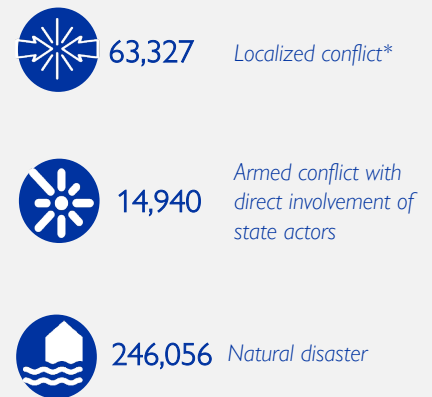 63,327 Localized conflict*
14,940 Armed conflict with
direct involvement of
state actors
246,056 Natural disaster